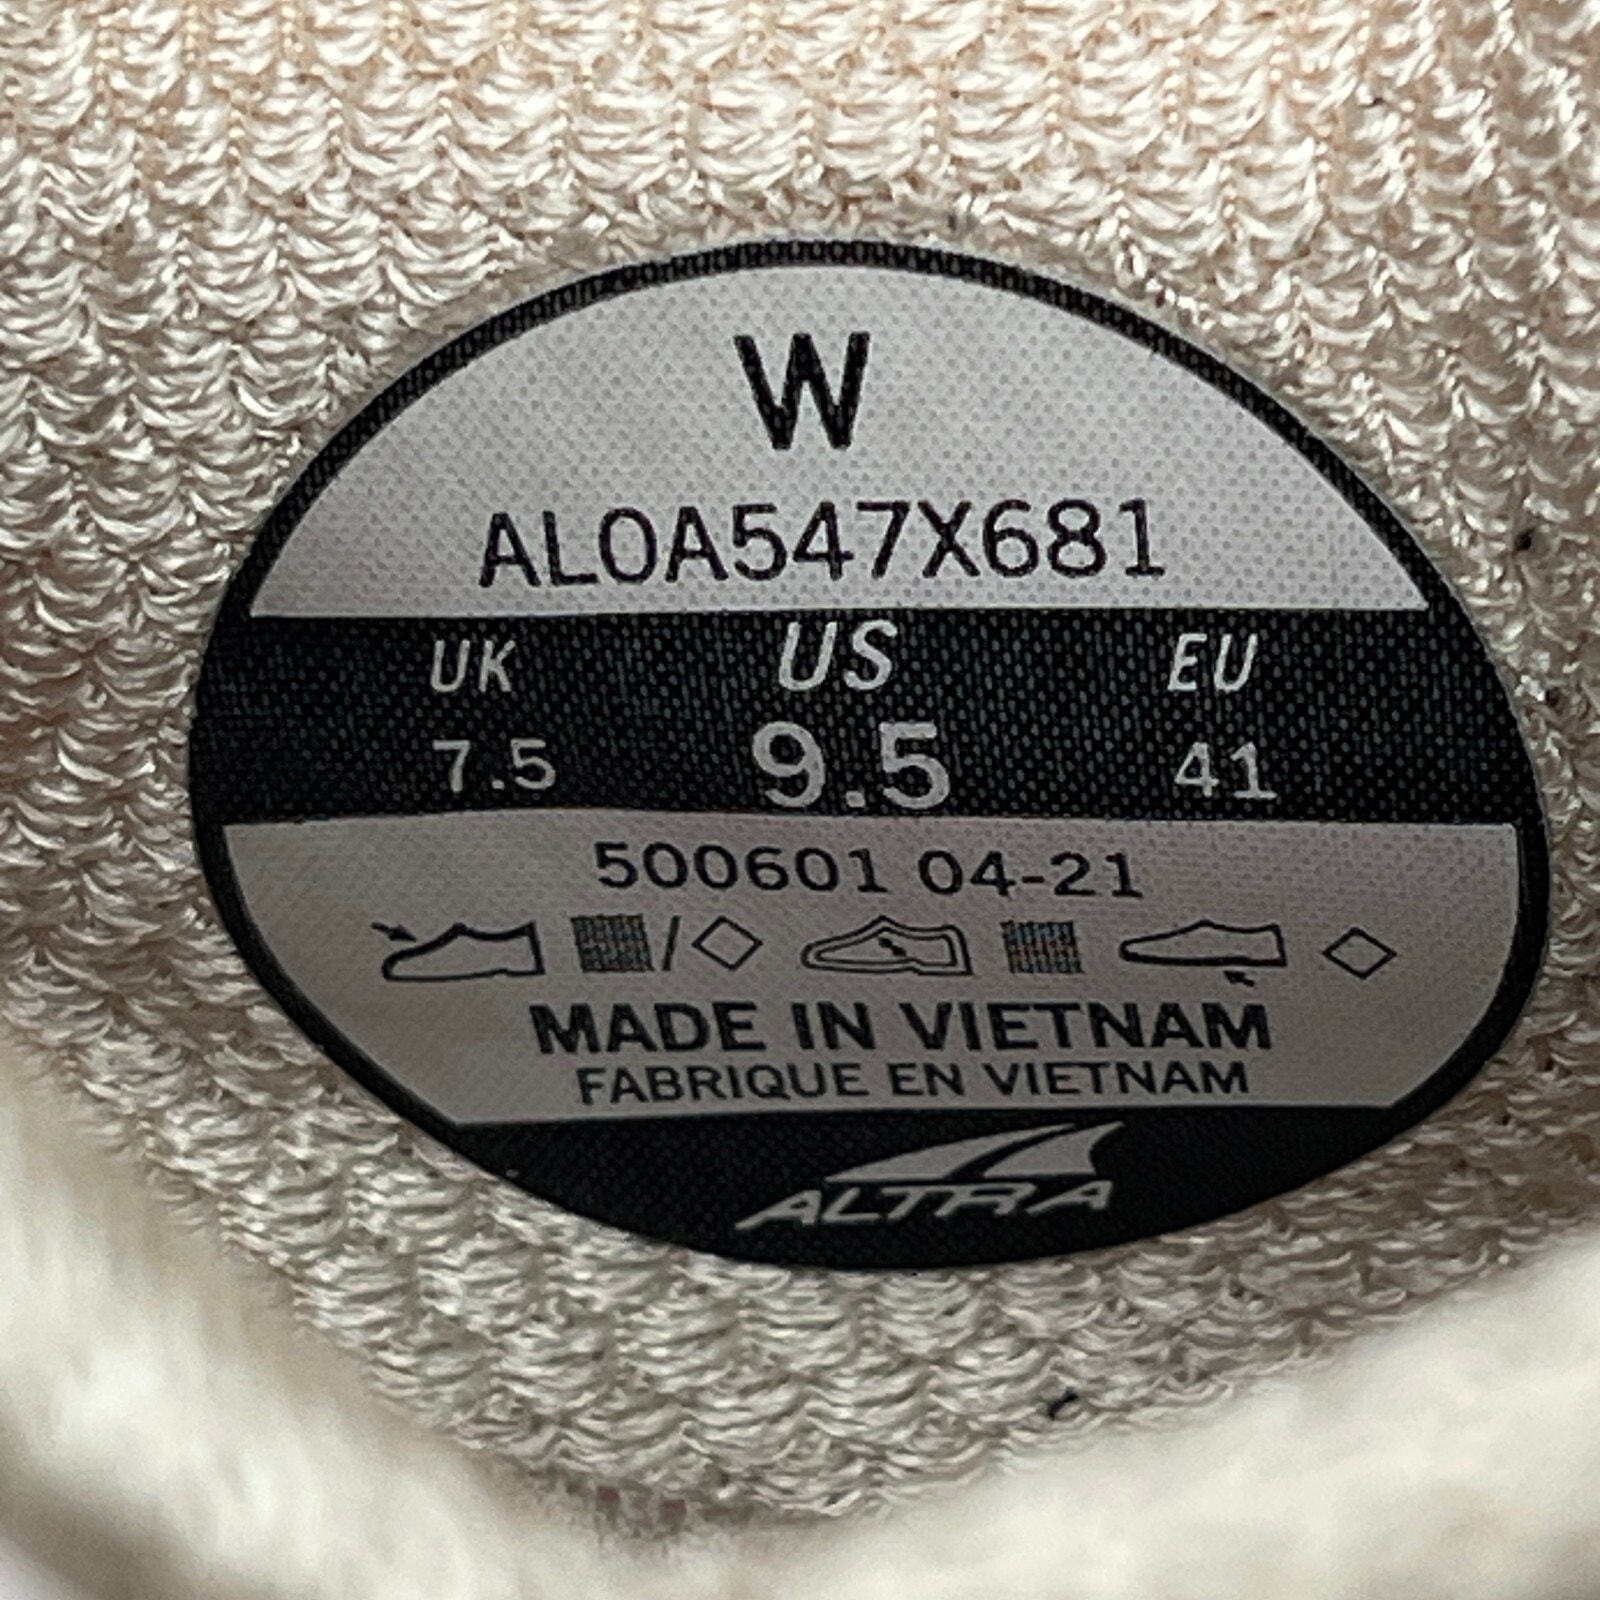 W
AL0A547X681
UK US EU
7.5 9.5 41
500601 04-21
/
MADE IN VIETNAM
FABRIQUE EN VIETNAM
ALTRA